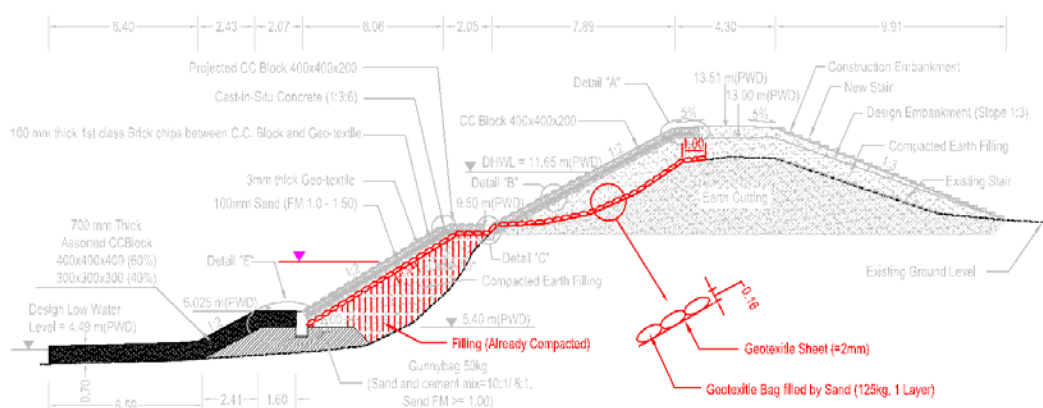 6.40 2.43 2.07 6.06 2.05 7.89 4.30 9.91
Projected CC Block 400x400x200
Cast-in-Situ Concrete (1:3:6)
100 mm thick 1st class Brick chips between C.C. Block and Geo-textile
3mm thick Geo-textile
100mm Sand (FM 1.0 - 1.50)
700 mm Thick
Assorted CCBlock
400x400x400 (60%)
300x300x300 (40%)
Detail "E"
Design Low Water
Level = 4.49 m(PWD)
6.025 m(PWD)
1:2
1:2
1:2
Detail "A"
CC Block 400x400x200
DHWL = 11.65 m(PWD)
Detail "B"
9.50 m(PWD)
Detail "C"
Compacted Earth Filling
5.40 m(PWD)
Filling (Already Compacted)
Gunnybag 50kg
(Sand and cement mix=10:1/ 8:1,
Sand FM >= 1.00)
0.70
6.59 2.41 1.60
13.51 m(PWD)
13.00 m(PWD)
5% 5%
1.00
Construction Embankment
New Stair
Design Embankment (Slope 1:3)
Compacted Earth Filling
1:3
Existing Stair
Earth Cutting
Existing Ground Level
0.16
Geotexitle Sheet (=2mm)
Geotexitle Bag filled by Sand (125kg, 1 Layer)